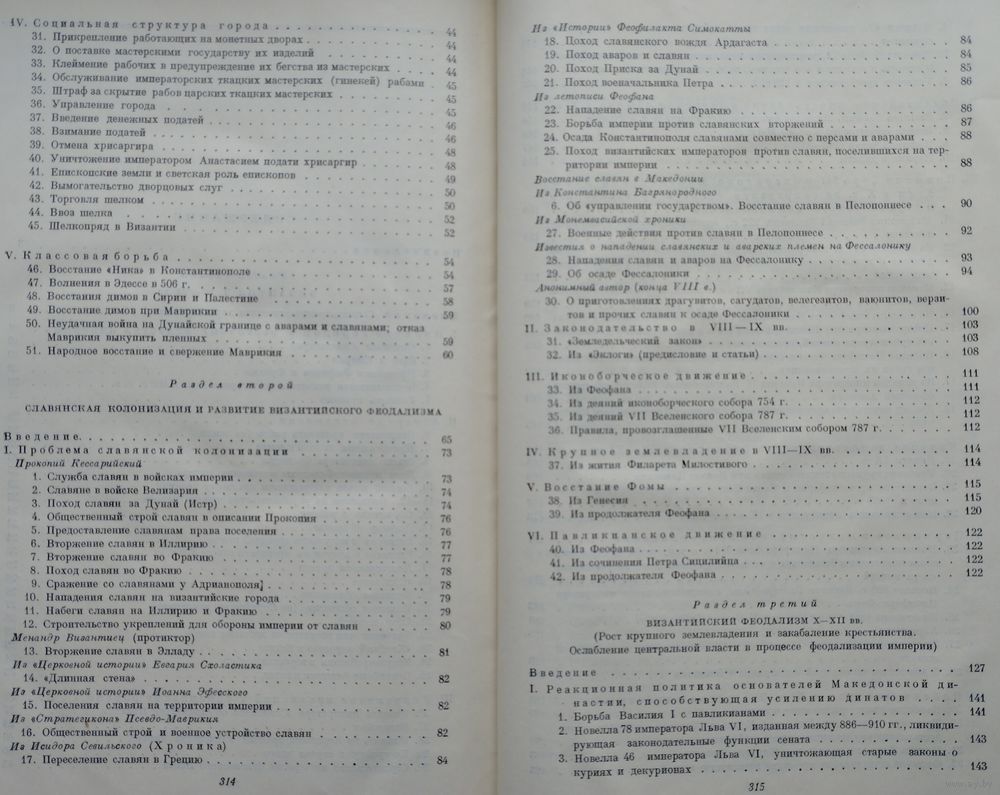 IV. Социальная структура города . . . 44
31. Прикрепление работающих на монетных дворах . . . 44
32. О поставке мастерскими государству их изделий . . . 44
33. Клеймение рабочих в предупреждение их бегства из мастерских . . . 44
34. Обслуживание императорских ткацких мастерских (гинекей) рабами . 45
35. Штраф за скрытие рабов царских ткацких мастерских . . . 45
36. Управление города . . . 45
37. Введение денежных податей . . . 46
38. Взимание податей . . . 46
39. Отмена хрисаргира . . . 48
40. Уничтожение императором Анастасием подати хрисаргир . . . 48
41. Епископские земли и светская роль епископов . . . 49
42. Вымогательство дворцовых слуг . . . 50
43. Торговля шелком . . . 50
44. Ввоз шелка . . . 52
45. Шелкопряд в Византии . . . 52
V. Классовая борьба . . . 54
46. Восстание «Ника» в Константинополе . . . 54
47. Волнения в Эдессе в 506 г. . . . 57
48. Восстания димов в Сирии и Палестине . . . 58
49. Восстание димов при Маврикии . . . 59
50. Неудачная война на Дунайской границе с аварами и славянами; отказ
Маврикия выкупить пленных . . . 59
51. Народное восстание и свержение Маврикия . . . 60
Раздел второй
СЛАВЯНСКАЯ КОЛОНИЗАЦИЯ И РАЗВИТИЕ ВИЗАНТИЙСКОГО ФЕОДАЛИЗМА
Введение . . . 65
I. Проблема славянской колонизации . . . 73
Прокопий Кессарийский
1. Служба славян в войсках империи . . . 73
2. Славяне в войске Велизария . . . 74
3. Поход славян за Дунай (Истр) . . . 74
4. Общественный строй славян в описании Прокопия . . . 76
5. Предоставление славянам права поселения . . . 76
6. Вторжение славян в Иллирию . . . 77
7. Вторжение славян во Фракию . . . 77
8. Поход славян во Фракию . . . 78
9. Сражение со славянами у Адрианополя . . . 78
10. Нападения славян на византийские города . . . 79
11. Набеги славян на Иллирию и Фракию . . . 79
12. Строительство укреплений для обороны империи от славян . . . 80
Менандр Византиец (протиктор)
13. Вторжение славян в Элладу . . . 81
Из «Церковной истории» Евагрия Схоластика
14. «Длинная стена» . . . 82
Из «Церковной истории» Иоанна Эфесского
15. Поселения славян на территории империи . . . 82
Из «Стратегикона» Псевдо-Маврикия
16. Общественный строй и военное устройство славян . . . 82
Из Исидора Севильского (Хроника)
17. Переселение славян в Грецию . . . 84
314
Из «Истории» Феофилакта Симокатты
18. Поход славянского вождя Ардагаста . . . 84
19. Поход аваров и славян . . . 84
20. Поход Приска за Дунай . . . 85
21. Поход военачальника Петра . . . 86
Из летописи Феофана
22. Нападение славян на Фракию . . . 86
23. Борьба империи против славянских вторжений . . . 87
24. Осада Константинополя славянами совместно с персами и аварами . . . 88
25. Поход византийских императоров против славян, поселившихся на тер-
ритории империи . . . 88
Восстание славян в Македонии
Из Константина Багрянородного
6. Об «управлении государством». Восстание славян в Пелопоннесе . . . 90
Из Монемвасийской хроники
27. Военные действия против славян в Пелопоннесе . . . 92
Известия о нападении славянских и аварских племен на Фессалонику
28. Нападения славян и аваров на Фессалонику . . . 93
29. Об осаде Фессалоники . . . 94
Анонимный автор (конца VIII в.)
30. О приготовлениях драгувитов, сагудатов, велегезитов, ваюнитов, верзи-
тов и прочих славян к осаде Фессалоники . . . 100
II. Законодательство в VIII—IX вв. 103
31. «Земледельческий закон» . . . 103
32. Из «Эклоги» (предисловие и статьи) . . . 108
III. Иконоборческое движение . . . 111
33. Из Феофана . . . 111
34. Из деяний иконоборческого собора 754 г. . . . 112
35. Из деяний VII Вселенского собора 787 г. . . . 112
36. Правила, провозглашенные VII Вселенским собором 787 г. . . . 112
IV. Крупное землевладение в VIII—IX вв. . . . 114
37. Из жития Филарета Милостивого . . . 114
V. Восстание Фомы . . . 115
38. Из Генесия . . . 115
39. Из продолжателя Феофана . . . 120
VI. Павликианское движение . . . 122
40. Из Феофана . . . 122
41. Из сочинения Петра Сицилийца . . . 122
42. Из продолжателя Феофана . . . 122
Раздел третий
ВИЗАНТИЙСКИЙ ФЕОДАЛИЗМ X—XII вв.
(Рост крупного землевладения и закабаление крестьянства.
Ослабление центральной власти в процессе феодализации империи)
Введение . . . 127
I. Реакционная политика основателей Македонской ди-
настии, способствующая усилению динатов . . . 141
1. Борьба Василия I с павликианами . . . 141
2. Новелла 78 императора Льва VI, изданная между 886—910 гг., ликвидир
рующая законодательные функции сената . . . 143
3. Новелла 46 императора Льва VI, уничтожающая старые законы о
куриях и декурионах . . . 143
315